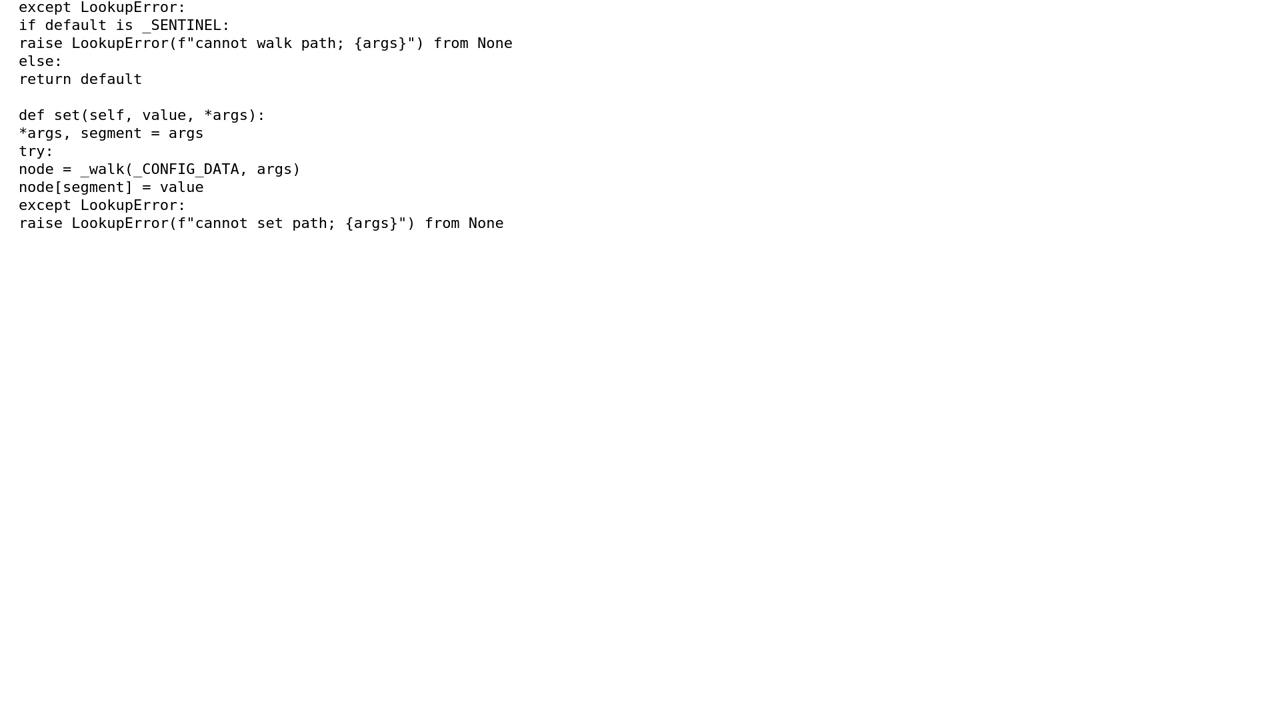 except LookupError:
if default is _SENTINEL:
raise LookupError(f"cannot walk path; {args}") from None
else:
return default

def set(self, value, *args):
*args, segment = args
try:
node = _walk(_CONFIG_DATA, args)
node[segment] = value
except LookupError:
raise LookupError(f"cannot set path; {args}") from None